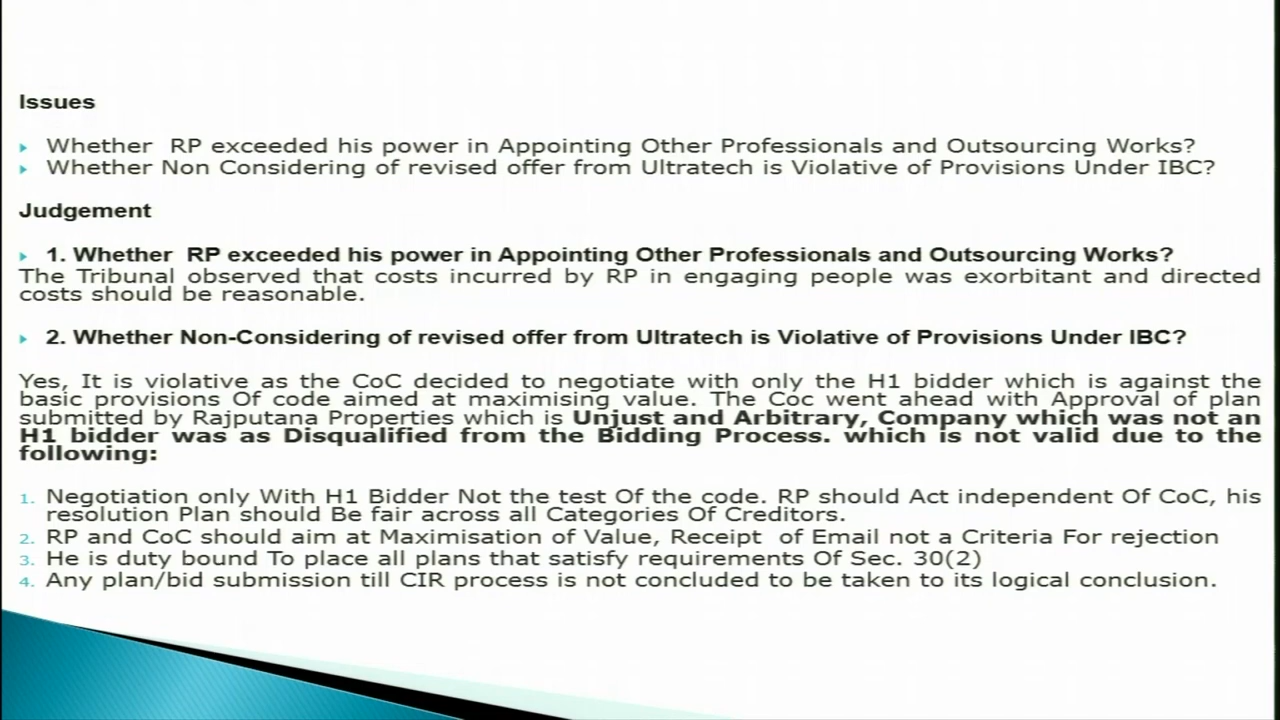 Issues
Whether RP exceeded his power in Appointing Other Professionals and Outsourcing Works?
Whether Non Considering of revised offer from Ultratech is Violative of Provisions Under IBC?
Judgement
1. Whether RP exceeded his power in Appointing Other Professionals and Outsourcing Works?
The Tribunal observed that costs incurred by RP in engaging people was exorbitant and directed
costs should be reasonable.
2. Whether Non-Considering of revised offer from Ultratech is Violative of Provisions Under IBC?
Yes, It is violative as the CoC decided to negotiate with only the H1 bidder which is against the
basic provisions Of code aimed at maximising value. The Coc went ahead with Approval of plan
submitted by Rajputana Properties which is Unjust and Arbitrary, Company which was not an
H1 bidder was as Disqualified from the Bidding Process. which is not valid due to the
following:
1. Negotiation only With H1 Bidder Not the test Of the code. RP should Act independent Of CoC, his
resolution Plan should Be fair across all Categories Of Creditors.
2. RP and CoC should aim at Maximisation of Value, Receipt of Email not a Criteria For rejection
3. He is duty bound To place all plans that satisfy requirements Of Sec. 30(2)
4. Any plan/bid submission till CIR process is not concluded to be taken to its logical conclusion.